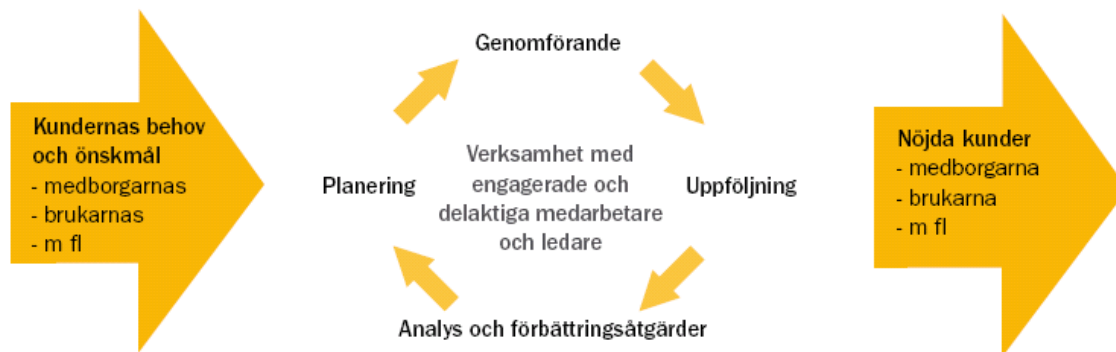 Kundernas behov
och önskmål
- medborgarnas
- brukarnas
- m fl
Genomförande
Planering
Verksamhet med
engagerade och
delaktiga medarbetare
och ledare
Uppföljning
Analys och förbättringsåtgärder
Nöjda kunder
- medborgarna
- brukarna
- m fl